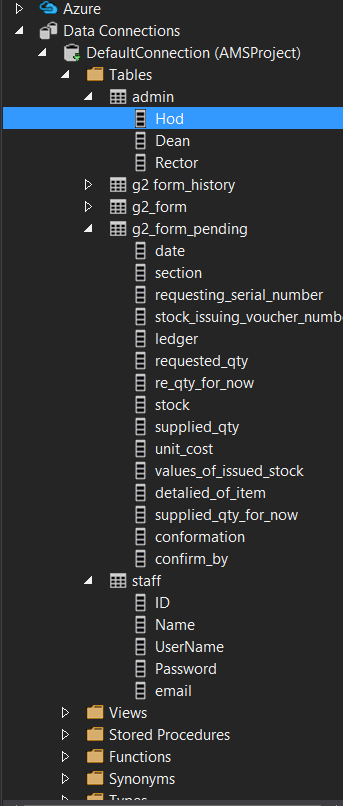 Azure
Data Connections
DefaultConnection (AMSProject)
Tables
admin
Hod
Dean
Rector
g2 form_history
g2_form
g2_form_pending
date
section
requesting_serial_number
stock_issuing_voucher_numb
ledger
requested_qty
re_qty_for_now
stock
supplied_qty
unit_cost
values_of_issued_stock
detalied_of_item
supplied_qty_for_now
conformation
confirm_by
staff
ID
Name
UserName
Password
email
Views
Stored Procedures
Functions
Synonyms
Types